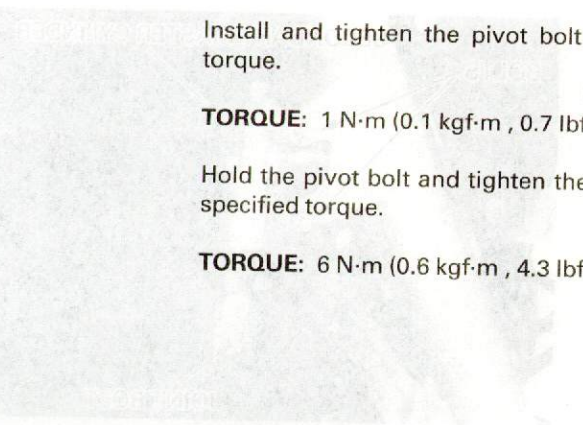 Install and tighten the pivot bolt
torque.
TORQUE: 1 N·m (0.1 kgf·m , 0.7 lbf
Hold the pivot bolt and tighten the
specified torque.
TORQUE: 6 N·m (0.6 kgf·m , 4.3 lbf